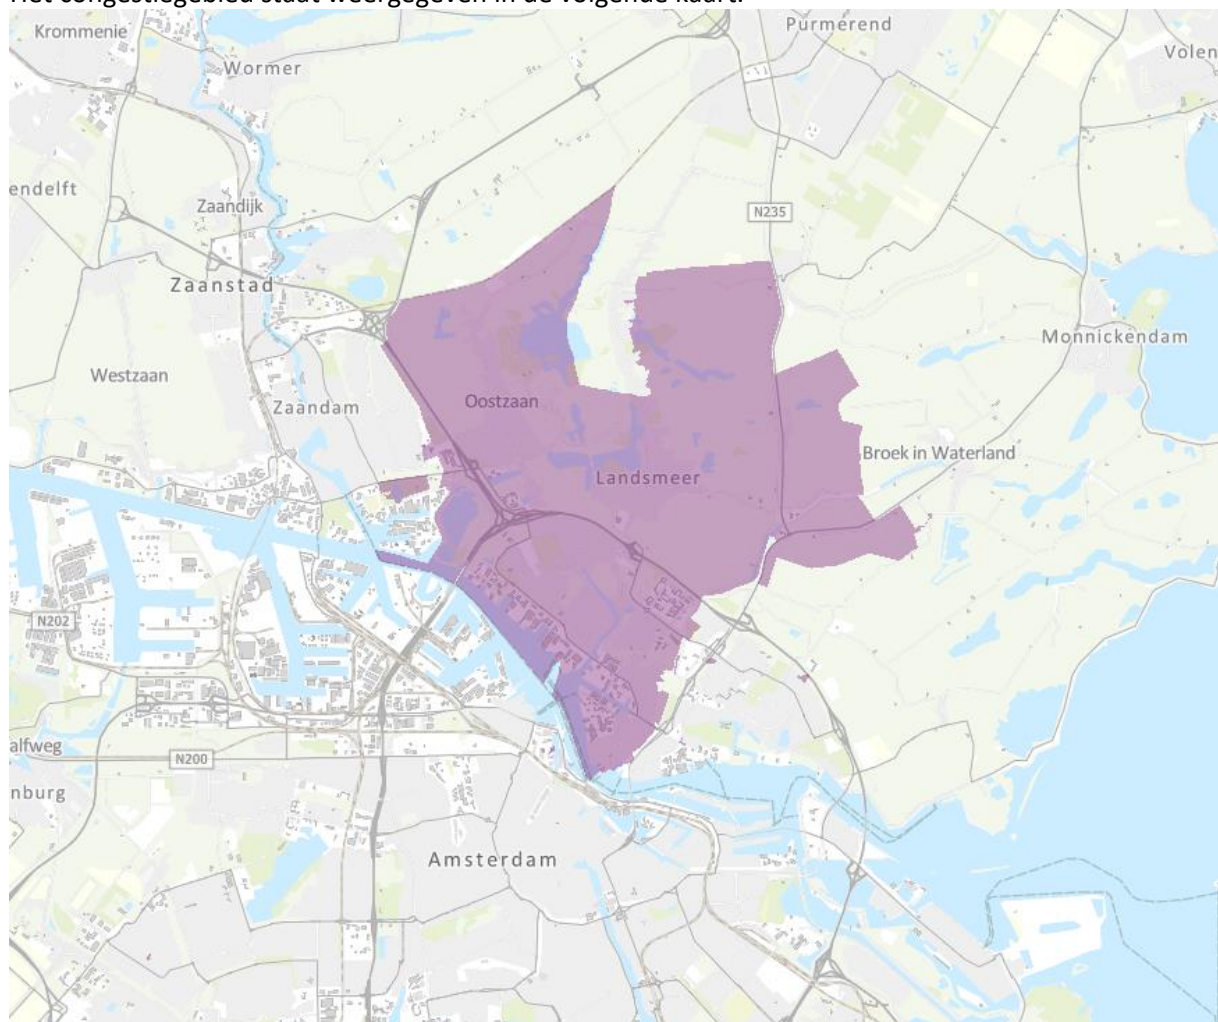 Het congestiegebied staat weergegeven in de volgende kaart:
Krommenie
Purmerend
Wormer
Volen
endelft
Zaandijk
N235
Zaanstad
Monnickendam
Westzaan
Oostzaan
Zaandam
Broek in Waterland
Landsmeer
N202
alfweg
N200
nburg
Amsterdam